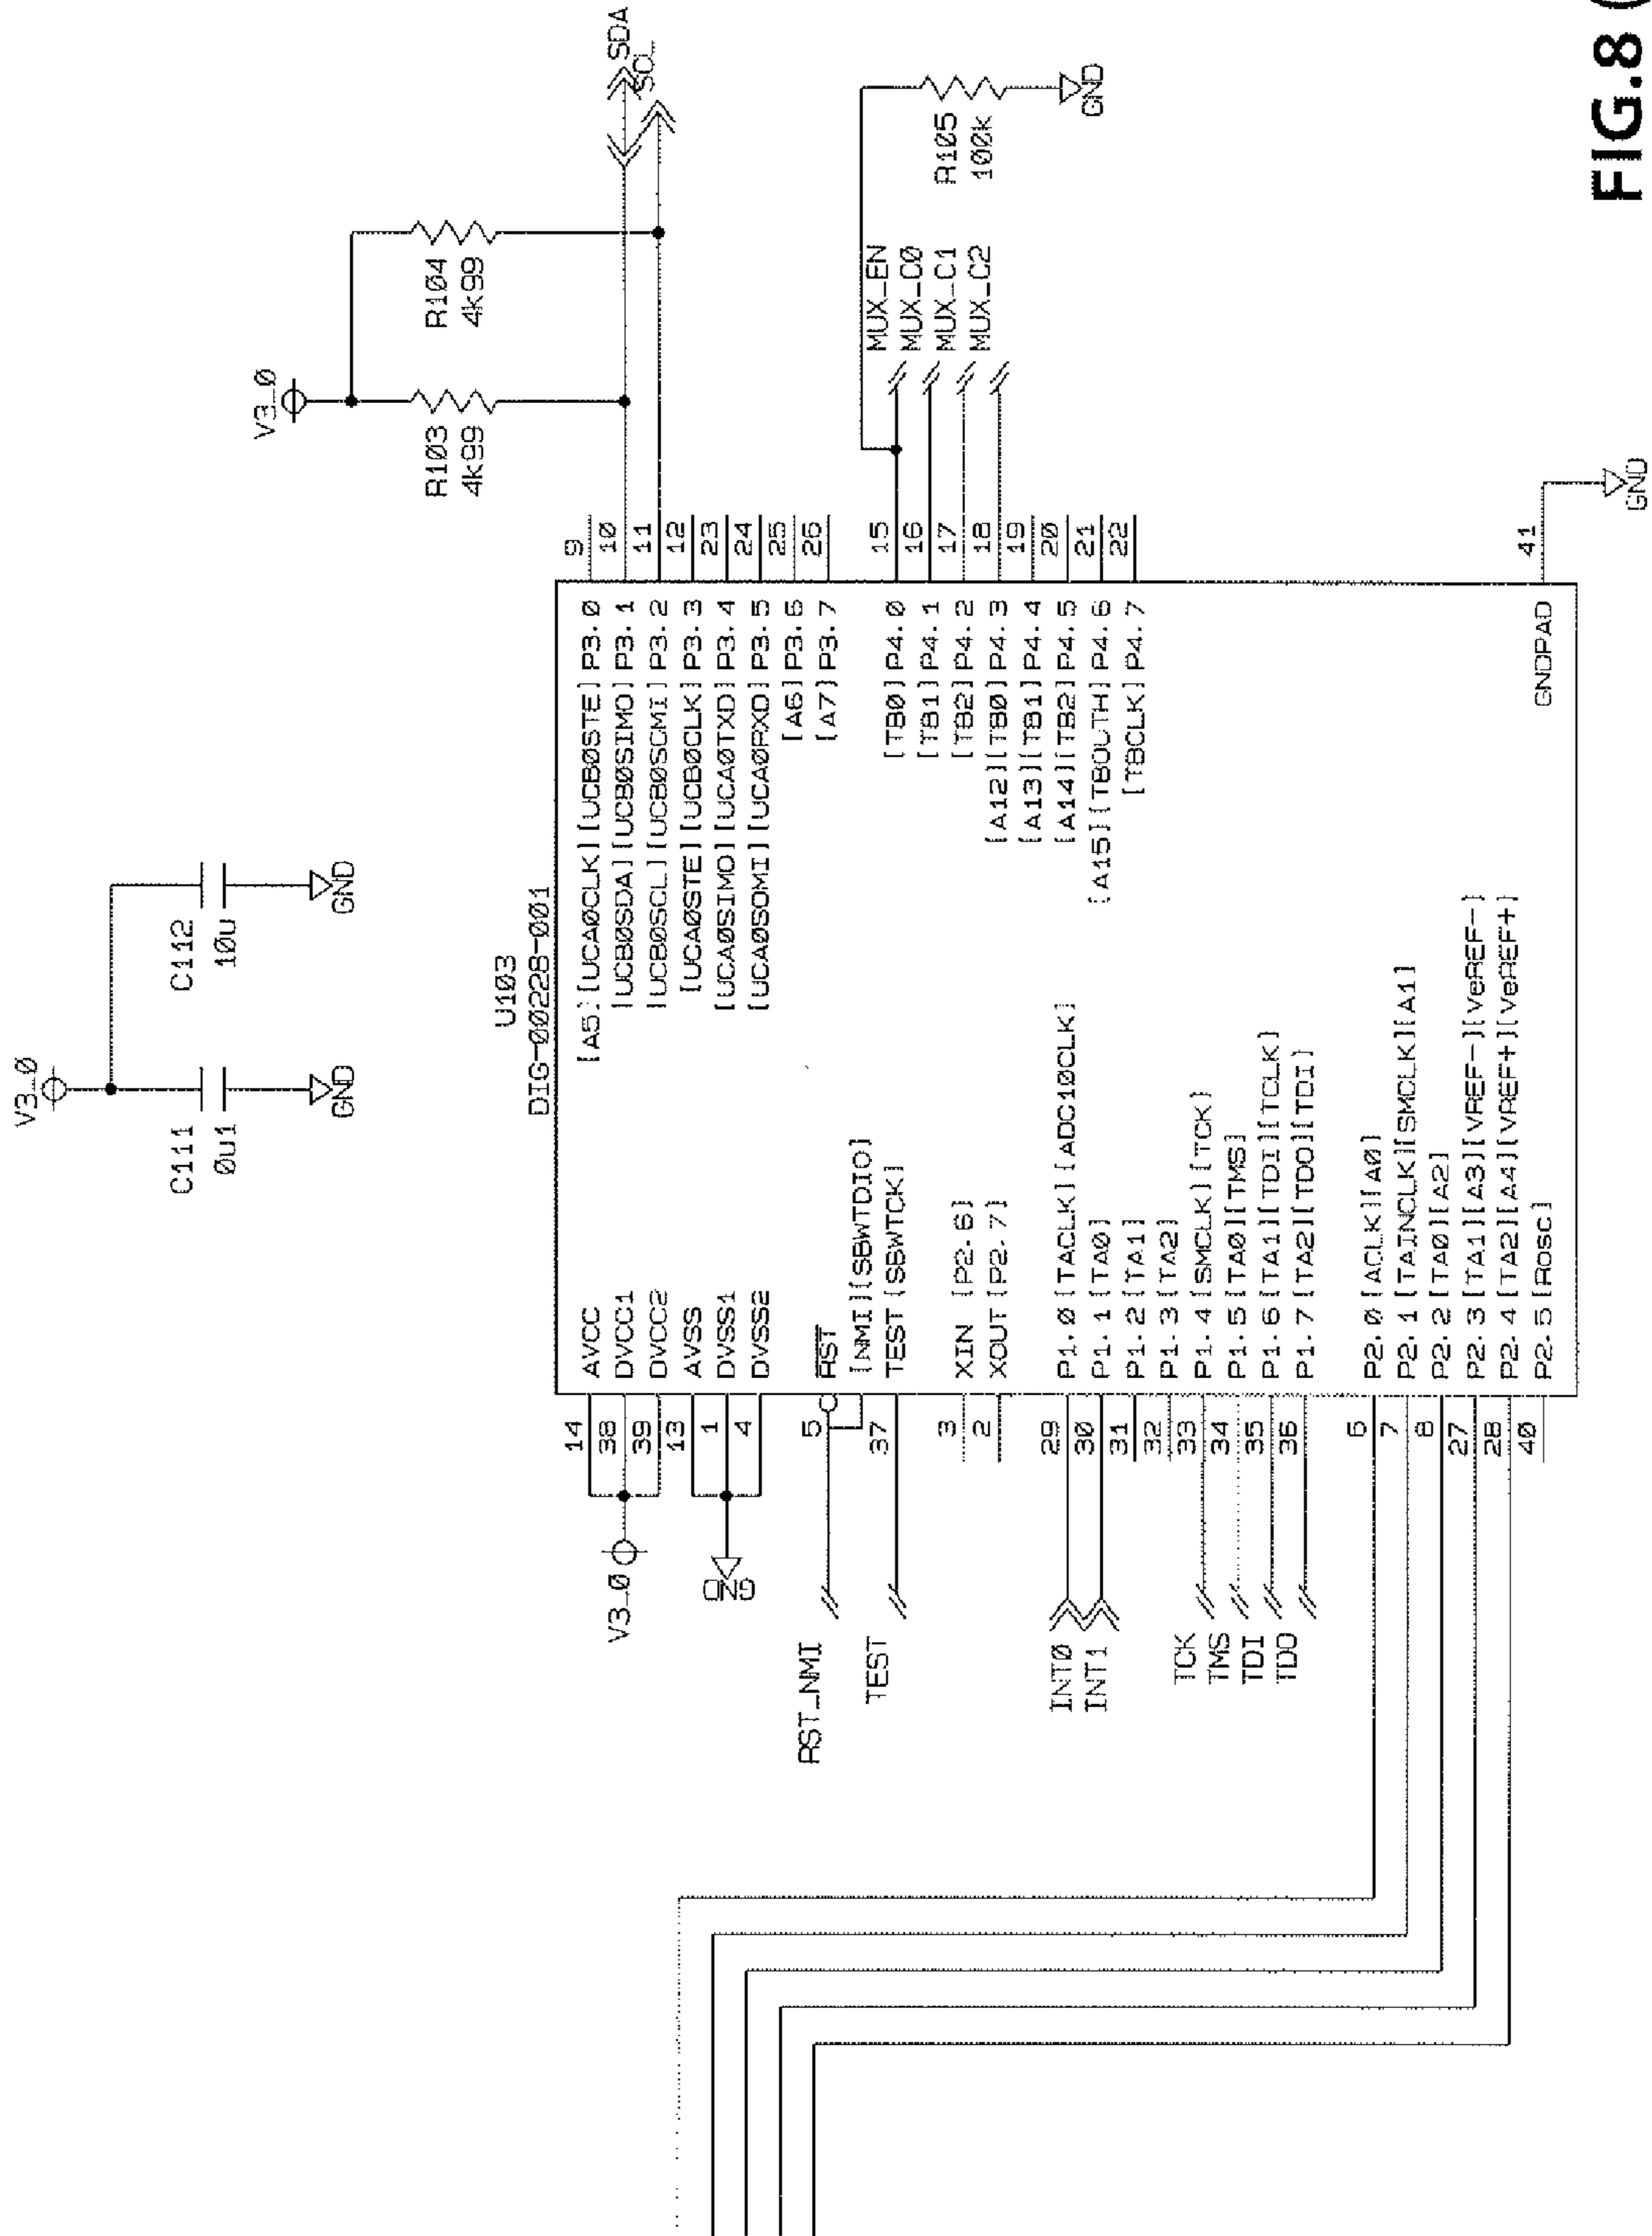 V3_0
C111
0u1
GND
C112
10u
GND
V3_0
R103
4k99
R104
4k99
SDA
SCL
U103
DIG-00228-001
14 AVCC
38 DVCC1
39 DVCC2
13 AVSS
1 DVSS1
4 DVSS2
V3_0
GND
5 RST
[NMI][SBWTDIO]
37 TEST[SBWTCK]
RST_NMI
TEST
3 XIN [P2.6]
2 XOUT[P2.7]
29 P1.0[TACLK][ADC10CLK]
30 P1.1[TA0]
31 P1.2[TA1]
32 P1.3[TA2]
33 P1.4[SMCLK][TCK]
34 P1.5[TA0][TMS]
35 P1.6[TA1][TDI][TCLK]
36 P1.7[TA2][TDO][TDI]
INT0
INT1
TCK
TMS
TDI
TDO
6 P2.0[ACLK][A0]
7 P2.1[TAINCLK][SMCLK][A1]
8 P2.2[TA0][A2]
27 P2.3[TA1][A3][VREF-][VeREF-]
28 P2.4[TA2][A4][VREF+][VeREF+]
40 P2.5[Rosc]
[A5][UCA0CLK][UCB0STE]P3.0 9
[UCB0SDA][UCB0SIMO]P3.1 10
[UCB0SCL][UCB0SOMI]P3.2 11
[UCA0STE][UCB0CLK]P3.3 12
[UCA0SIMO][UCA0TXD]P3.4 23
[UCA0SOMI][UCA0RXD]P3.5 24
[A6]P3.6 25
[A7]P3.7 26
[TB0]P4.0 15
[TB1]P4.1 16
[TB2]P4.2 17
[A12][TB0]P4.3 18
[A13][TB1]P4.4 19
[A14][TB2]P4.5 20
[A15][TBOUTH]P4.6 21
[TBCLK]P4.7 22
MUX_EN
MUX_C0
MUX_C1
MUX_C2
R105
100k
GND
GNDPAD 41
GND
FIG.8 (